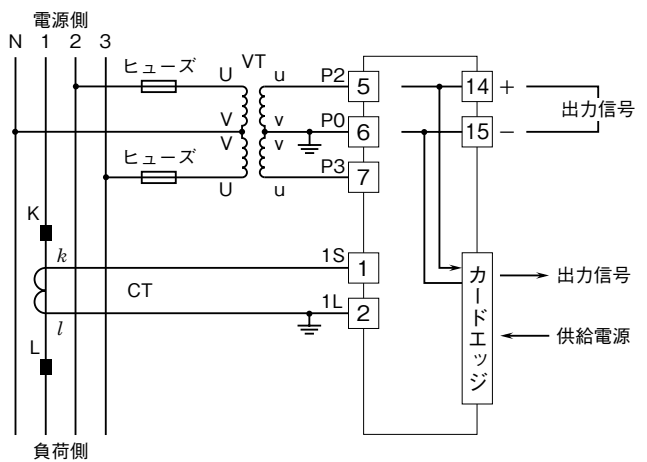 電源側
N 1 2 3
ヒューズ
U VT u P2 5 14 +
出力信号
V v P0 6 15 −
V v
ヒューズ
U u P3 7
K
k 1S 1
カードエッジ
出力信号
CT
1L 2
供給電源
l
L
負荷側